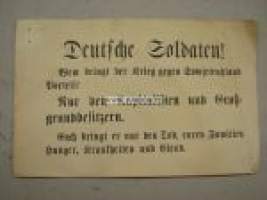 Deutsche Soldaten!
Wem bringt der Krieg gegen Sowjetrußland
Vorteil?
Nur den Kapitalisten und Groß-
grundbesitzern.
Euch bringt er nur den Tod, euren Familien
Hunger, Krankheiten und Elend.